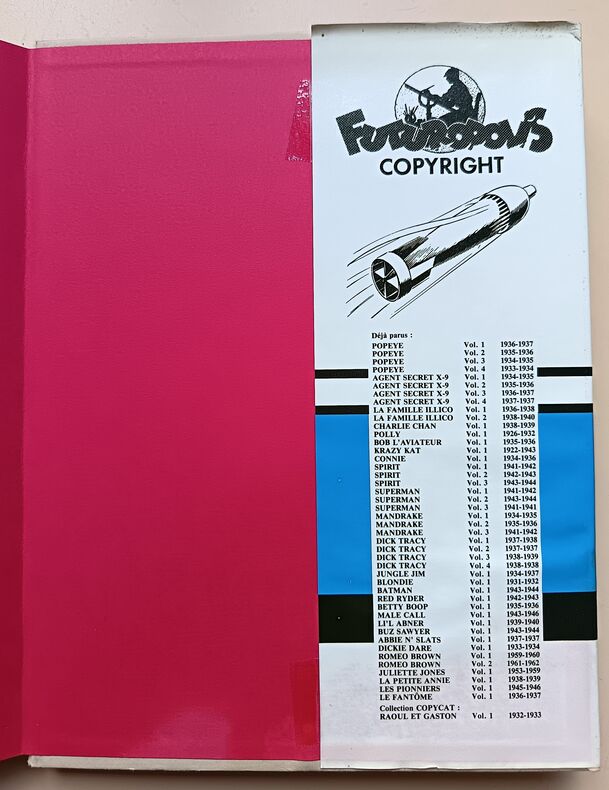 FUTUROPOLIS
COPYRIGHT
Déjà parus :
POPEYE Vol. 1 1936-1937
POPEYE Vol. 2 1935-1936
POPEYE Vol. 3 1934-1935
POPEYE Vol. 4 1933-1934
AGENT SECRET X-9 Vol. 1 1934-1935
AGENT SECRET X-9 Vol. 2 1935-1936
AGENT SECRET X-9 Vol. 3 1936-1937
AGENT SECRET X-9 Vol. 4 1937-1937
LA FAMILLE ILLICO Vol. 1 1936-1938
LA FAMILLE ILLICO Vol. 2 1938-1940
CHARLIE CHAN Vol. 1 1938-1939
POLLY Vol. 1 1926-1932
BOB L'AVIATEUR Vol. 1 1935-1936
KRAZY KAT Vol. 1 1922-1943
CONNIE Vol. 1 1934-1936
SPIRIT Vol. 1 1941-1942
SPIRIT Vol. 2 1942-1943
SPIRIT Vol. 3 1943-1944
SUPERMAN Vol. 1 1941-1942
SUPERMAN Vol. 2 1943-1944
SUPERMAN Vol. 3 1941-1941
MANDRAKE Vol. 1 1934-1935
MANDRAKE Vol. 2 1935-1936
MANDRAKE Vol. 3 1941-1942
DICK TRACY Vol. 1 1937-1938
DICK TRACY Vol. 2 1937-1937
DICK TRACY Vol. 3 1938-1939
DICK TRACY Vol. 4 1938-1938
JUNGLE JIM Vol. 1 1934-1937
BLONDIE Vol. 1 1931-1932
BATMAN Vol. 1 1943-1944
RED RYDER Vol. 1 1942-1943
BETTY BOOP Vol. 1 1935-1936
MALE CALL Vol. 1 1943-1946
LI'L ABNER Vol. 1 1939-1940
BUZ SAWYER Vol. 1 1943-1944
ABBIE N' SLATS Vol. 1 1937-1937
DICKIE DARE Vol. 1 1933-1934
ROMEO BROWN Vol. 1 1959-1960
ROMEO BROWN Vol. 2 1961-1962
JULIETTE JONES Vol. 1 1953-1959
LA PETITE ANNIE Vol. 1 1938-1939
LES PIONNIERS Vol. 1 1945-1946
LE FANTÔME Vol. 1 1936-1937
Collection COPYCAT :
RAOUL ET GASTON Vol. 1 1932-1933